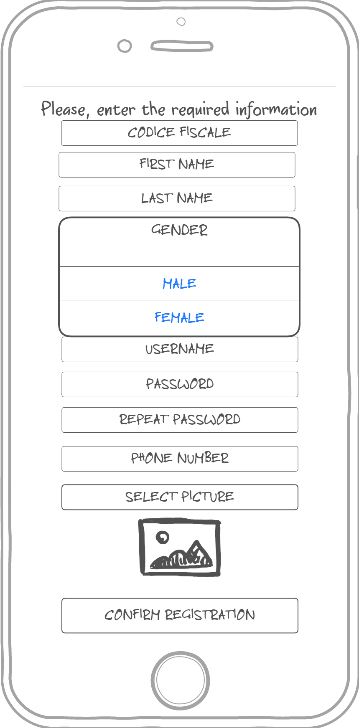 Please, enter the required information
CODICE FISCALE
FIRST NAME
LAST NAME
GENDER
MALE
FEMALE
USERNAME
PASSWORD
REPEAT PASSWORD
PHONE NUMBER
SELECT PICTURE
CONFIRM REGISTRATION